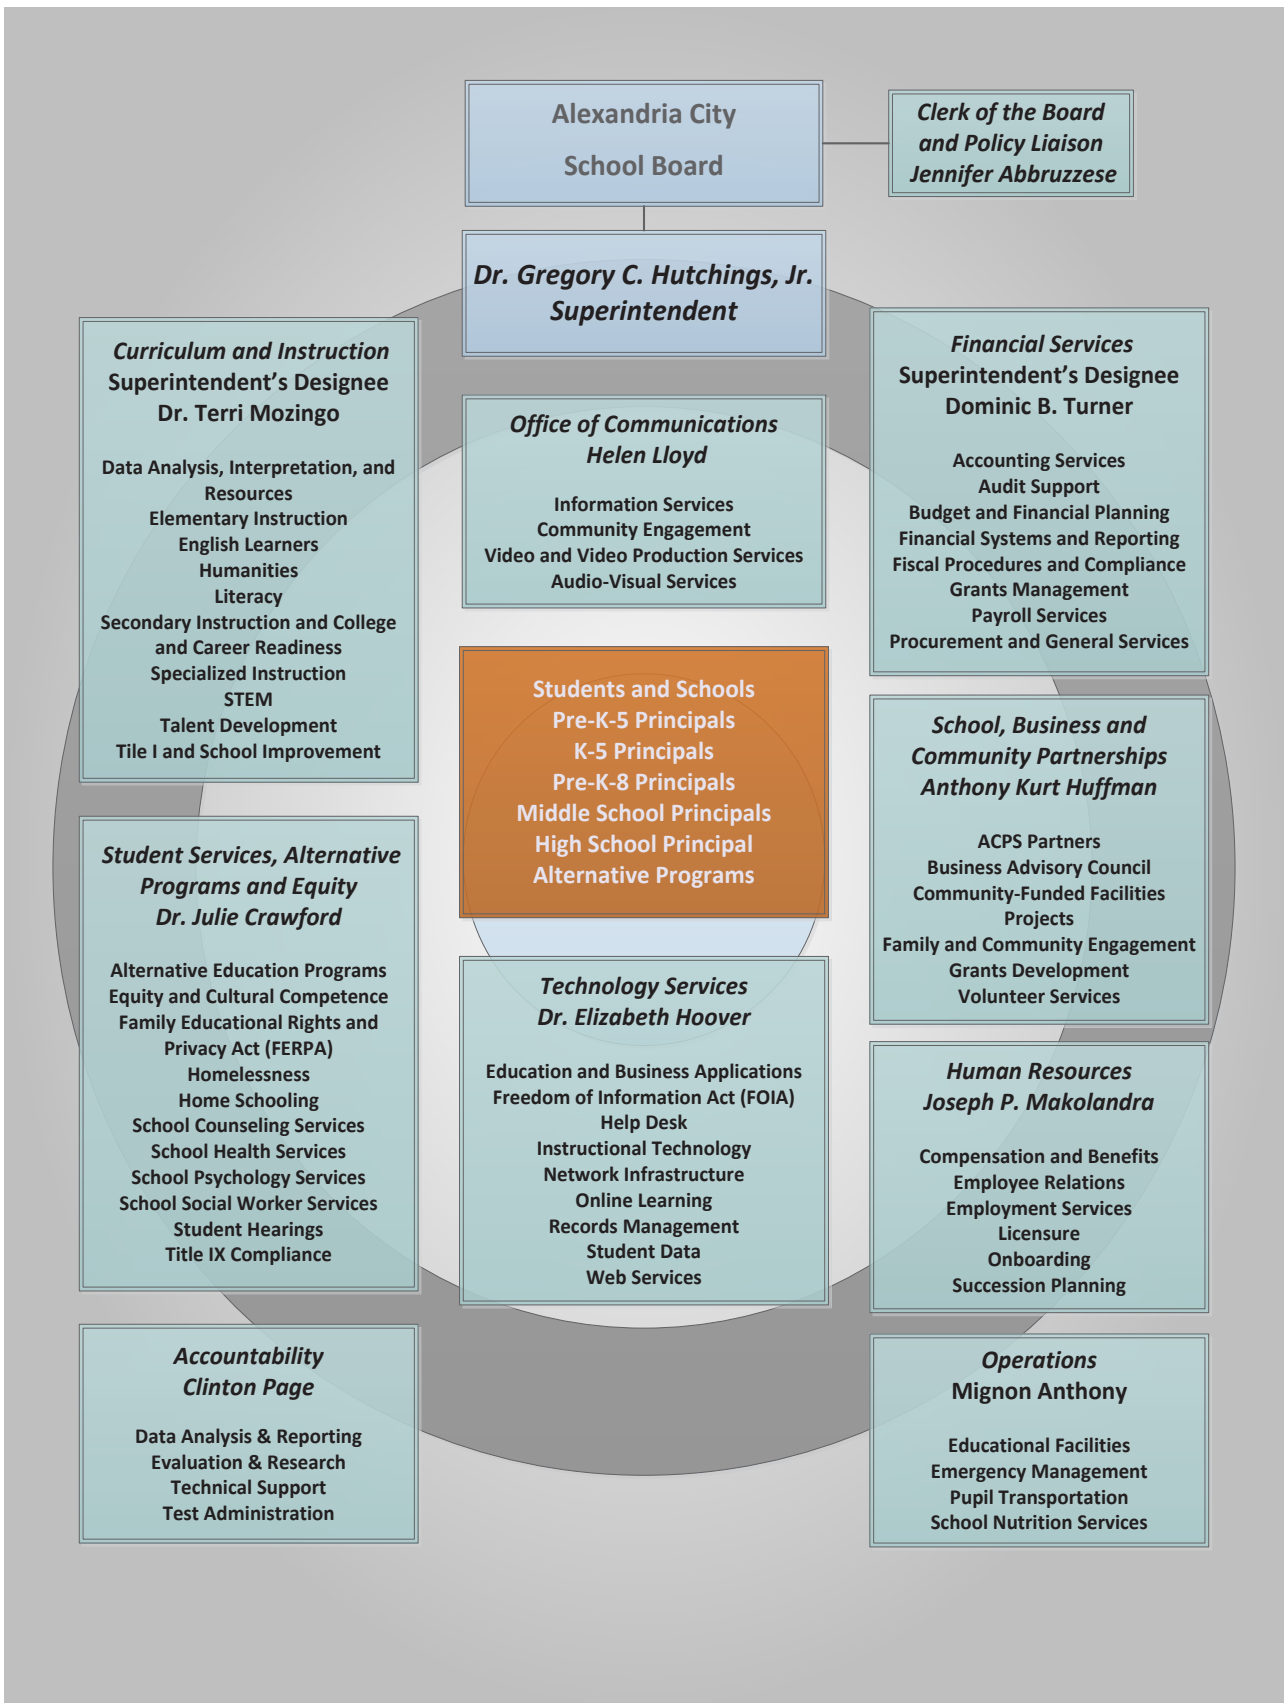 Alexandria City
School Board
Clerk of the Board
and Policy Liaison
Jennifer Abbruzzese
Dr. Gregory C. Hutchings, Jr.
Superintendent
Curriculum and Instruction
Superintendent's Designee
Dr. Terri Mozingo
Data Analysis, Interpretation, and
Resources
Elementary Instruction
English Learners
Humanities
Literacy
Secondary Instruction and College
and Career Readiness
Specialized Instruction
STEM
Talent Development
Tile I and School Improvement
Office of Communications
Helen Lloyd
Information Services
Community Engagement
Video and Video Production Services
Audio-Visual Services
Financial Services
Superintendent's Designee
Dominic B. Turner
Accounting Services
Audit Support
Budget and Financial Planning
Financial Systems and Reporting
Fiscal Procedures and Compliance
Grants Management
Payroll Services
Procurement and General Services
Students and Schools
Pre-K-5 Principals
K-5 Principals
Pre-K-8 Principals
Middle School Principals
High School Principal
Alternative Programs
School, Business and
Community Partnerships
Anthony Kurt Huffman
ACPS Partners
Business Advisory Council
Community-Funded Facilities
Projects
Family and Community Engagement
Grants Development
Volunteer Services
Student Services, Alternative
Programs and Equity
Dr. Julie Crawford
Alternative Education Programs
Equity and Cultural Competence
Family Educational Rights and
Privacy Act (FERPA)
Homelessness
Home Schooling
School Counseling Services
School Health Services
School Psychology Services
School Social Worker Services
Student Hearings
Title IX Compliance
Technology Services
Dr. Elizabeth Hoover
Education and Business Applications
Freedom of Information Act (FOIA)
Help Desk
Instructional Technology
Network Infrastructure
Online Learning
Records Management
Student Data
Web Services
Human Resources
Joseph P. Makolandra
Compensation and Benefits
Employee Relations
Employment Services
Licensure
Onboarding
Succession Planning
Accountability
Clinton Page
Data Analysis & Reporting
Evaluation & Research
Technical Support
Test Administration
Operations
Mignon Anthony
Educational Facilities
Emergency Management
Pupil Transportation
School Nutrition Services